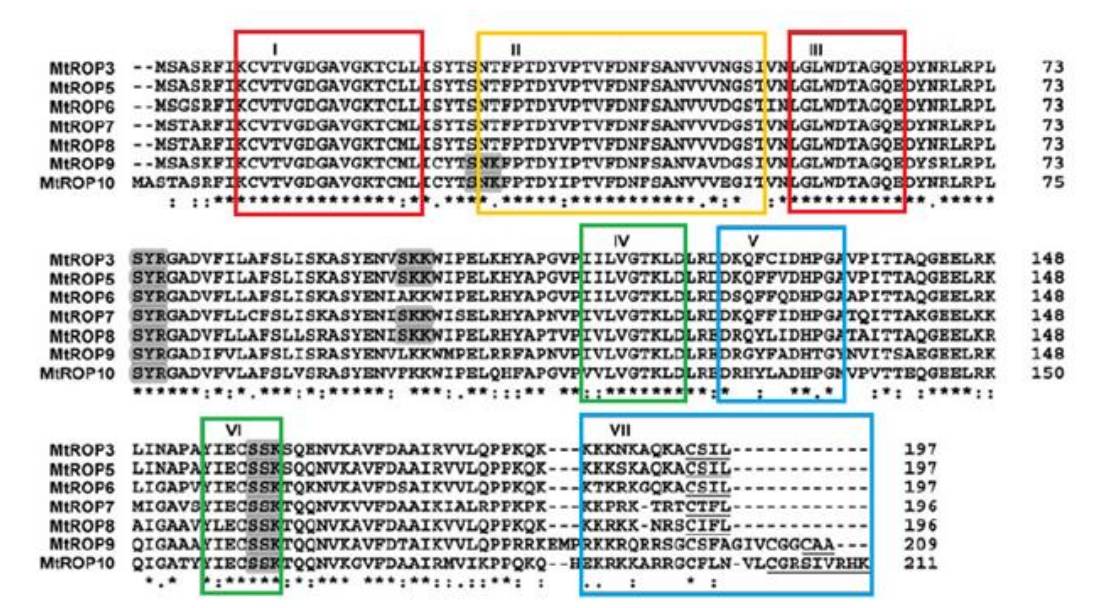 I II III
MtROP3 --MSASRFIKCVTVGDGAVGKTCLLISYTSNTFPTDYVPTVFDNFSANVVVNGSIVNLGLWDTAGQEDYNRLRPL 73
MtROP5 --MSASRFIKCVTVGDGAVGKTCLLISYTSNTFPTDYVPTVFDNFSANVVVNGSTVNLGLWDTAGQEDYNRLRPL 73
MtROP6 --MSGSRFIKCVTVGDGAVGKTCLLISYTSNTFPTDYVPTVFDNFSANVVVDGSTINLGLWDTAGQEDYNRLRPL 73
MtROP7 --MSTARFIKCVTVGDGAVGKTCMLISYTSNTFPTDYVPTVFDNFSANVVVDGSTVNLGLWDTAGQEDYNRLRPL 73
MtROP8 --MSTARFIKCVTVGDGAVGKTCMLISYTSNTFPTDYVPTVFDNFSANVVVDGSTVNLGLWDTAGQEDYNRLRPL 73
MtROP9 --MSASKFIKCVTVGDGAVGKTCMLICYTSNKFPTDYIPTVFDNFSANVAVDGSIVNLGLWDTAGQEDYSRLRPL 73
MtROP10 MASTASRFIKCVTVGDGAVGKTCMLICYTSNKFPTDYIPTVFDNFSANVVVEGITVNLGLWDTAGQEDYNRLRPL 75
: ::****************:**.****.*****:***********.*:* :*************.*****
IV V
MtROP3 SYRGADVFILAFSLISKASYENVSKKWIPELKHYAPGVPIILVGTKLDLRDDKQFCIDHPGAVPITTAQGEELRK 148
MtROP5 SYRGADVFILAFSLISKASYENVSKKWIPELKHYAPGVPIILVGTKLDLRDDKQFFVDHPGAVPITTAQGEELRK 148
MtROP6 SYRGADVFLLAFSLISKASYENIAKKWIPELRHYAPGVPIILVGTKLDLRDDSQFFQDHPGAAPITTAQGEELRK 148
MtROP7 SYRGADVFLLCFSLISKASYENISKKWISELRHYAPNVPIVLVGTKLDLRDDKQFFIDHPGATQITTAKGEELRK 148
MtROP8 SYRGADVFLLAFSLLSRASYENISKKWIPELRHYAPTVPIVLVGTKLDLREDRQYLIDHPGATAITTAQGEELKR 148
MtROP9 SYRGADIFVLAFSLISRASYENVLKKWMPELRRFAPNVPIVLVGTKLDLREDRGYFADHTGYNVITSAEGEELRK 148
MtROP10 SYRGADVFVLAFSLVSRASYENVFKKWIPELQHFAPGVPVVLVGTKLDLREDRHYLADHPGMVPVTTEQGEELRK 150
******:*:*.***:*:*****: ***:.**::** **::*********:* : **.* :*: :****::
VI VII
MtROP3 LINAPAYIECSSKSQENVKAVFDAAIRVVLQPPKQK---KKKNKAQKACSIL------------- 197
MtROP5 LINAPAYIECSSKSQQNVKAVFDAAIRVVLQPPKQK---KKKSKAQKACSIL------------- 197
MtROP6 LIGAPVYIECSSKTQKNVKAVFDSAIKVVLQPPKQK---KTKRKGQKACSIL------------- 197
MtROP7 MIGAVSYIECSSKTQQNVKVVFDAAIKIALRPPKPK---KKPRK-TRTCTFL------------- 196
MtROP8 AIGAAVYLECSSKTQQNVKAVFDAAIKVVLQPPKQK---KKRKK-NRSCIFL------------- 196
MtROP9 QIGAAAYIECSSKTQQNVKAVFDTAIKVVLQPPRRKEMPRKKRQRRSGCSFAGIVCGGCAA--- 209
MtROP10 QIGATYYIECSSKTQQNVKGVFDAAIRMVIKPPQKQ--HEKRKKARRGCFLN-VLCGRSIVRHK 211
*.* *:*****:*:*** ***:**::.::**: : .. : * :